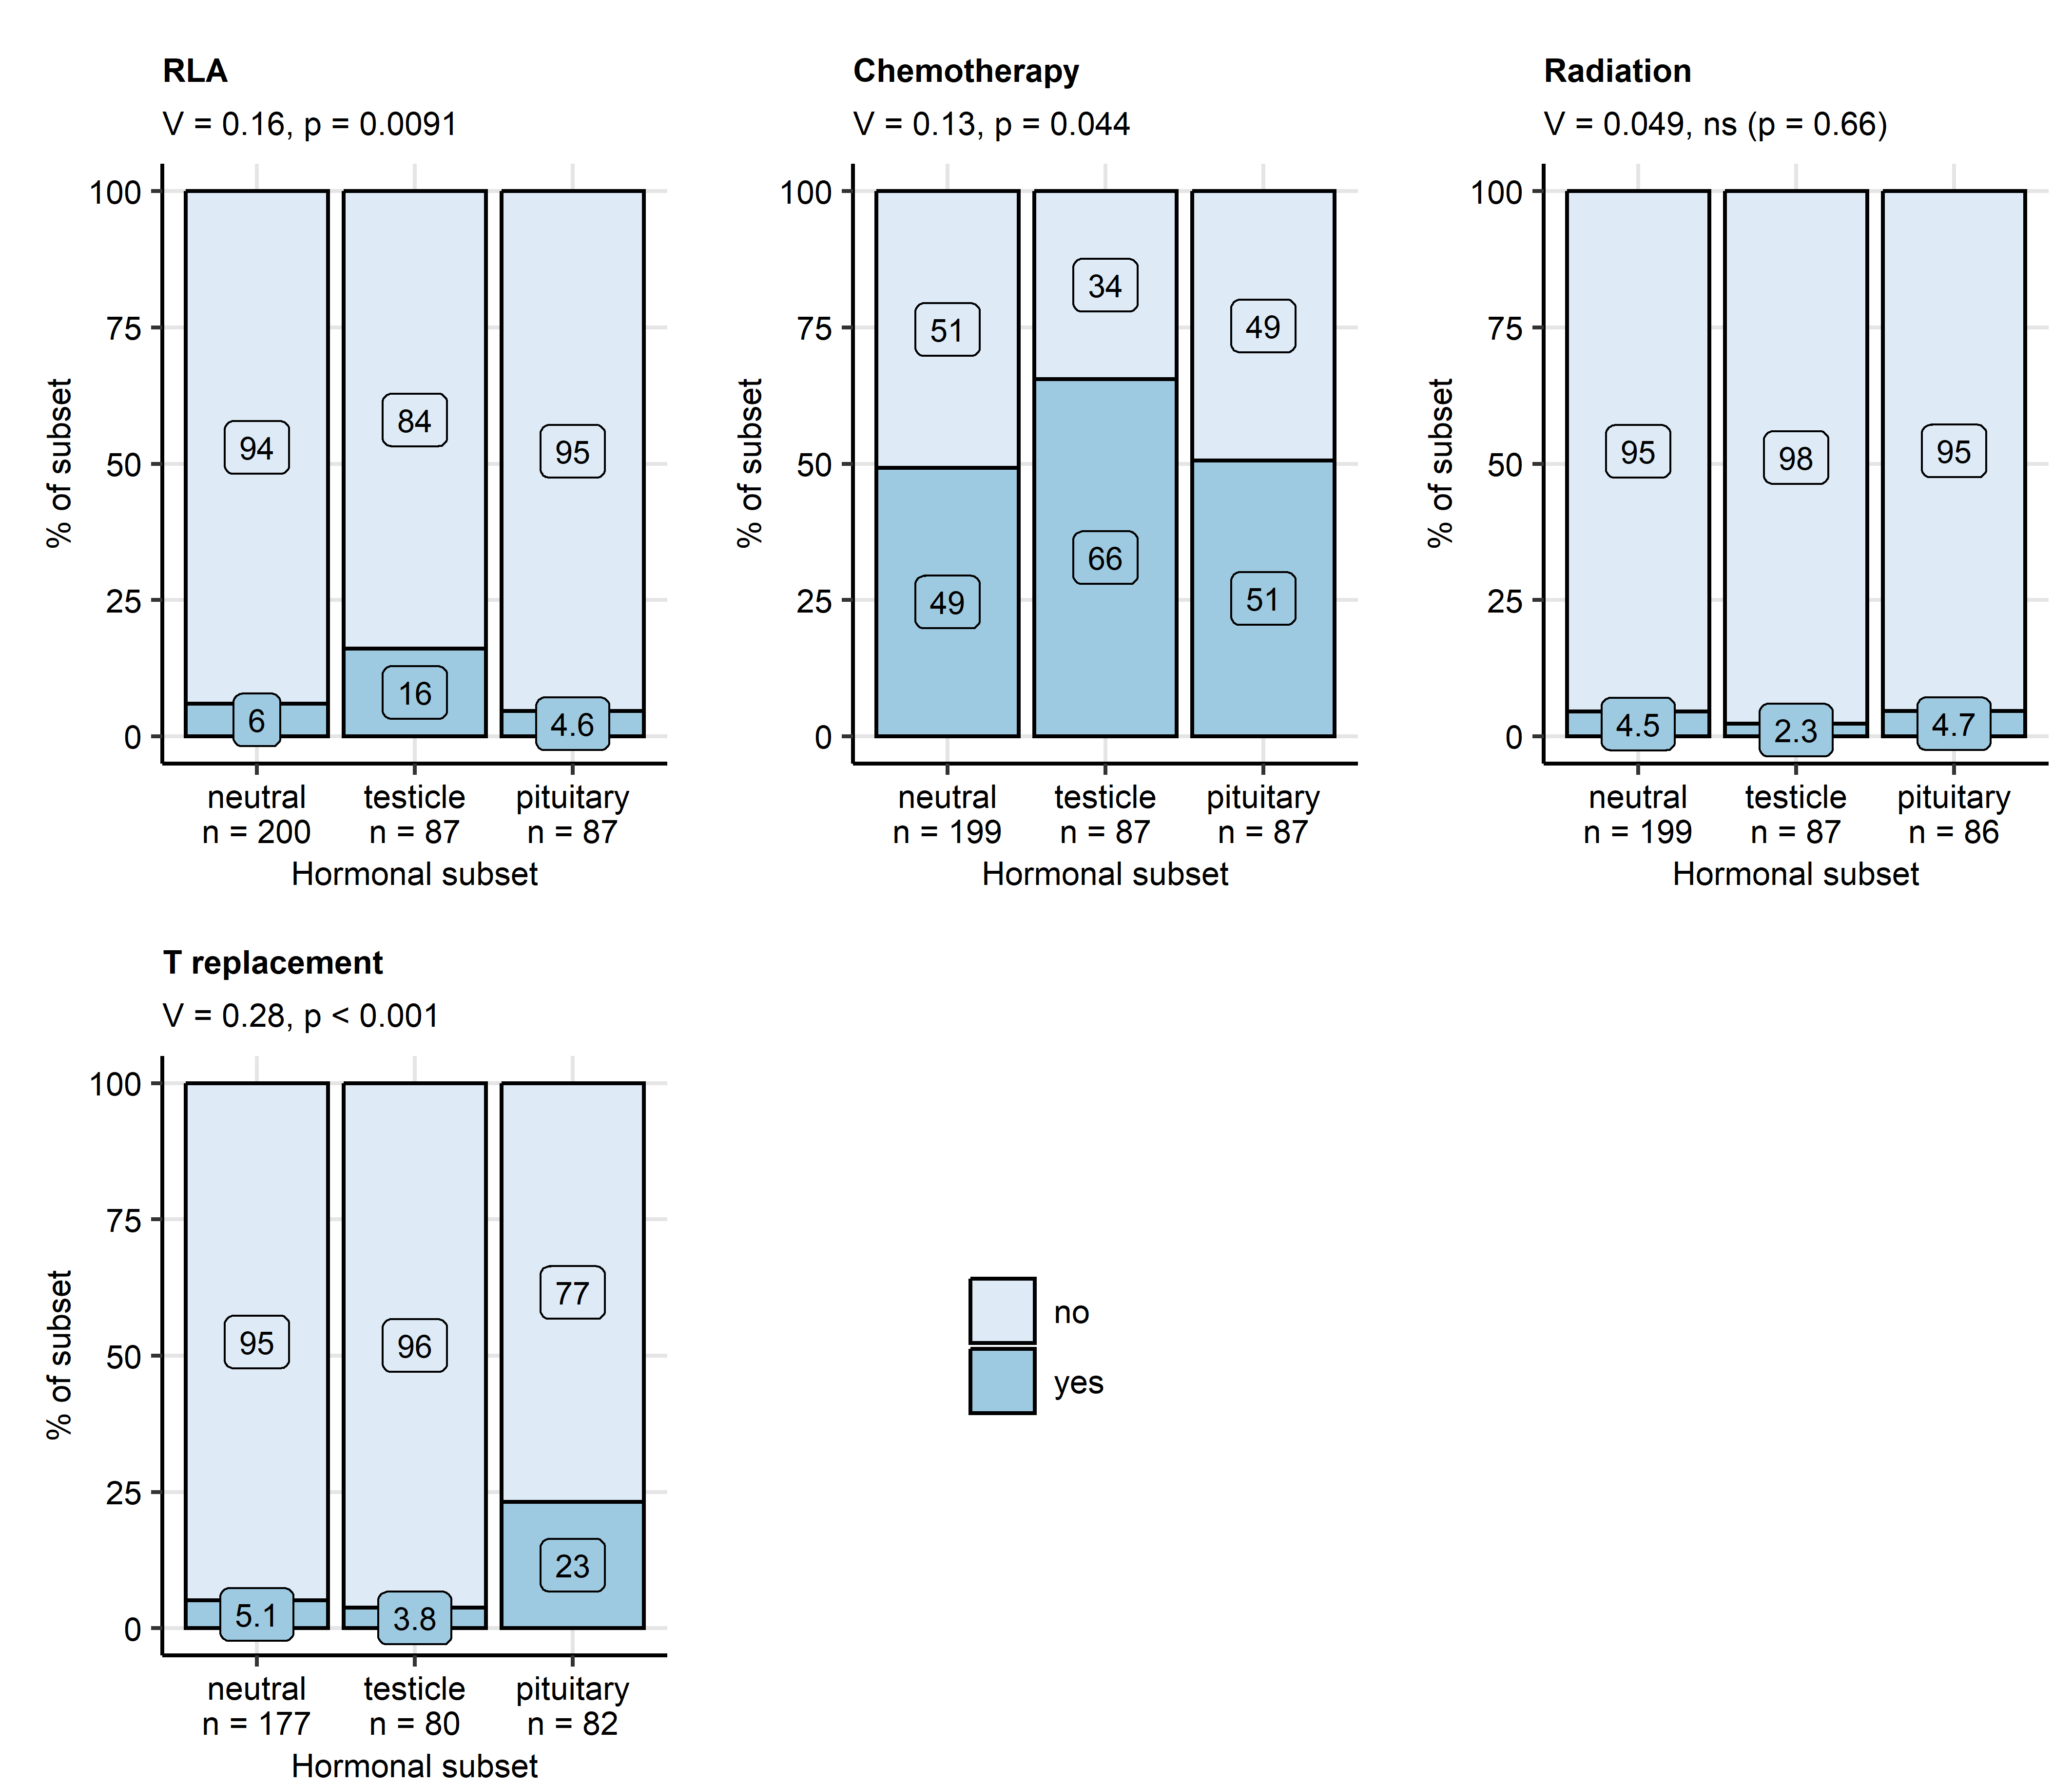 RLA
V = 0.16, p = 0.0091
% of subset
100
75
50
25
0
94
84
95
6
16
4.6
neutral
n = 200
testicle
n = 87
pituitary
n = 87
Hormonal subset
Chemotherapy
V = 0.13, p = 0.044
% of subset
100
75
50
25
0
51
34
49
49
66
51
neutral
n = 199
testicle
n = 87
pituitary
n = 87
Hormonal subset
Radiation
V = 0.049, ns (p = 0.66)
% of subset
100
75
50
25
0
95
98
95
4.5
2.3
4.7
neutral
n = 199
testicle
n = 87
pituitary
n = 86
Hormonal subset
T replacement
V = 0.28, p < 0.001
% of subset
100
75
50
25
0
95
96
77
5.1
3.8
23
neutral
n = 177
testicle
n = 80
pituitary
n = 82
Hormonal subset
no
yes